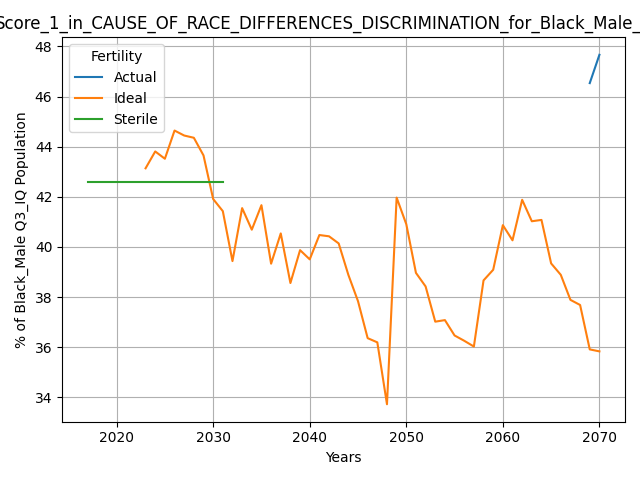 Score_1_in_CAUSE_OF_RACE_DIFFERENCES_DISCRIMINATION_for_Black_Male_
Fertility
Actual
Ideal
Sterile
% of Black_Male Q3_IQ Population
48
46
44
42
40
38
36
34
2020 2030 2040 2050 2060 2070
Years